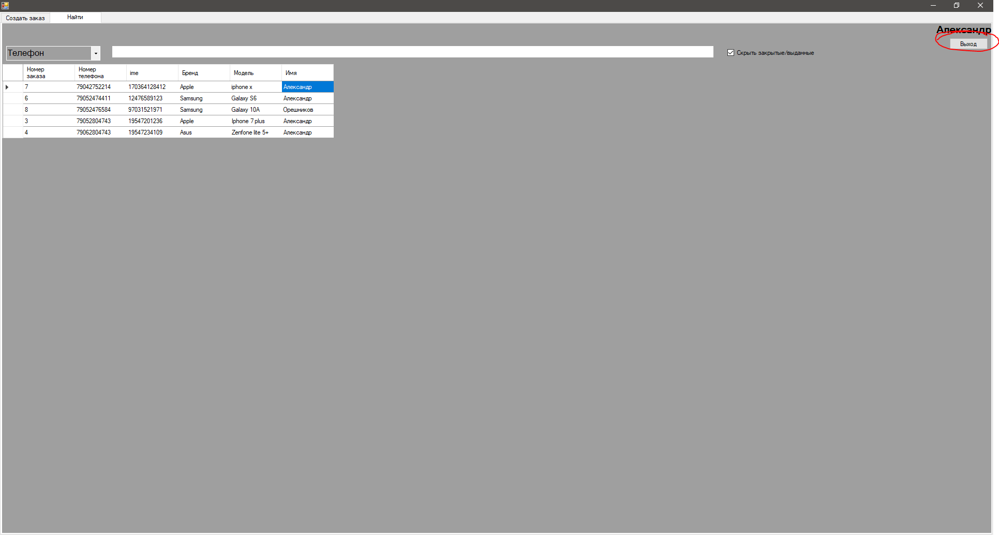 Создать заказ Найти
Александр
Выход
Телефон
Скрыть закрытые/выданные
Номер заказа Номер телефона ime Бренд Модель Имя
7 79042752214 170364128412 Apple iphone x Александр
6 79052474411 12476589123 Samsung Galaxy S6 Александр
8 79052476584 97031521971 Samsung Galaxy 10A Орешников
3 79052804743 19547201236 Apple Iphone 7 plus Александр
4 79062804743 19547234109 Asus Zenfone lite 5+ Александр